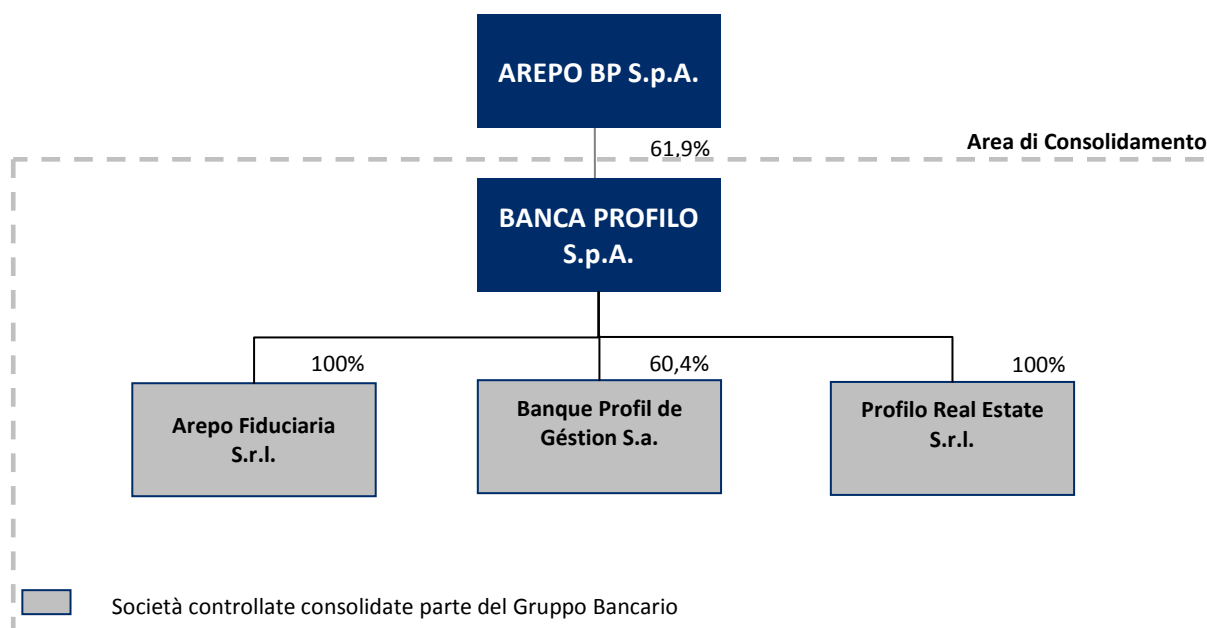 AREPO BP S.p.A.
61,9%
Area di Consolidamento
BANCA PROFILO
S.p.A.
100%
60,4%
100%
Arepo Fiduciaria
S.r.l.
Banque Profil de
Géstion S.a.
Profilo Real Estate
S.r.l.
Società controllate consolidate parte del Gruppo Bancario